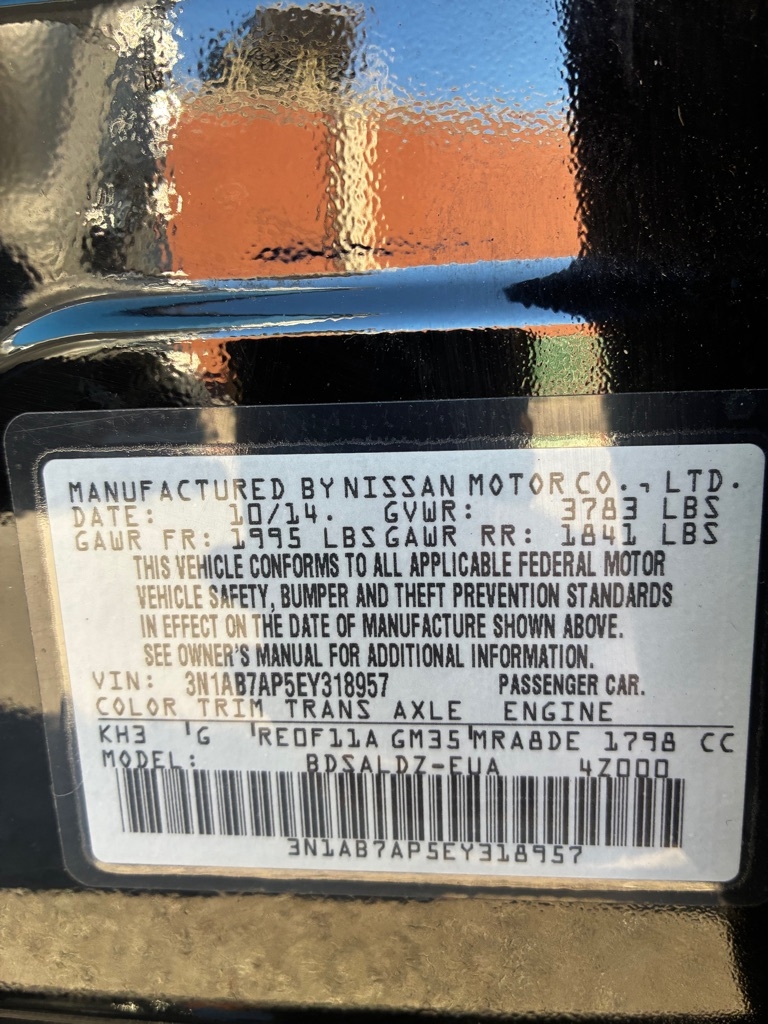 MANUFACTURED BY NISSAN MOTOR CO., LTD.
DATE: 10/14. GVWR: 3783 LBS
GAWR FR: 1995 LBS GAWR RR: 1841 LBS
THIS VEHICLE CONFORMS TO ALL APPLICABLE FEDERAL MOTOR
VEHICLE SAFETY, BUMPER AND THEFT PREVENTION STANDARDS
IN EFFECT ON THE DATE OF MANUFACTURE SHOWN ABOVE.
SEE OWNER'S MANUAL FOR ADDITIONAL INFORMATION.
VIN: 3N1AB7AP5EY318957 PASSENGER CAR.
COLOR TRIM TRANS AXLE ENGINE
KH3 'G 'RE0F11A GM35'MRA8DE 1798 CC
MODEL: BDSALDZ-EUA 4Z000
3N1AB7AP5EY318957